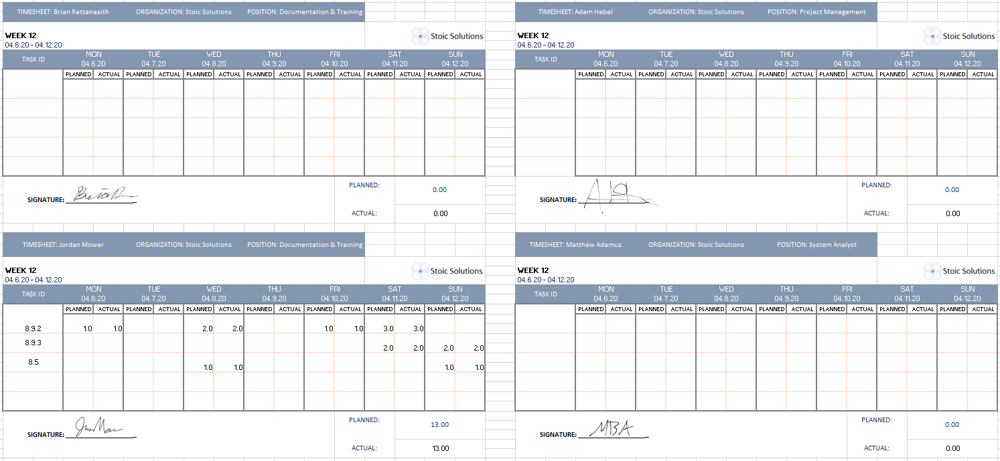 TIMESHEET: Brian Rattanasith ORGANIZATION: Stoic Solutions POSITION: Documentation & Training
WEEK 12
Stoic Solutions
04.6.20 - 04.12.20
TASK ID MON TUE WED THU FRI SAT SUN
04.6.20 04.7.20 04.8.20 04.9.20 04.10.20 04.11.20 04.12.20
PLANNED ACTUAL PLANNED ACTUAL PLANNED ACTUAL PLANNED ACTUAL PLANNED ACTUAL PLANNED ACTUAL PLANNED ACTUAL
PLANNED: 0.00
SIGNATURE:
ACTUAL: 0.00
TIMESHEET: Adam Hebel ORGANIZATION: Stoic Solutions POSITION: Project Management
WEEK 12
Stoic Solutions
04.6.20 - 04.12.20
TASK ID MON TUE WED THU FRI SAT SUN
04.6.20 04.7.20 04.8.20 04.9.20 04.10.20 04.11.20 04.12.20
PLANNED ACTUAL PLANNED ACTUAL PLANNED ACTUAL PLANNED ACTUAL PLANNED ACTUAL PLANNED ACTUAL PLANNED ACTUAL
PLANNED: 0.00
SIGNATURE:
ACTUAL: 0.00
TIMESHEET: Jordan Mower ORGANIZATION: Stoic Solutions POSITION: Documentation & Training
WEEK 12
Stoic Solutions
04.6.20 - 04.12.20
TASK ID MON TUE WED THU FRI SAT SUN
04.6.20 04.7.20 04.8.20 04.9.20 04.10.20 04.11.20 04.12.20
PLANNED ACTUAL PLANNED ACTUAL PLANNED ACTUAL PLANNED ACTUAL PLANNED ACTUAL PLANNED ACTUAL PLANNED ACTUAL
8.9.2 1.0 1.0 2.0 2.0 1.0 1.0 3.0 3.0
8.9.3 2.0 2.0 2.0 2.0
8.5 1.0 1.0 1.0 1.0
PLANNED: 13.00
SIGNATURE:
ACTUAL: 13.00
TIMESHEET: Matthew Adamus ORGANIZATION: Stoic Solutions POSITION: System Analyst
WEEK 12
Stoic Solutions
04.6.20 - 04.12.20
TASK ID MON TUE WED THU FRI SAT SUN
04.6.20 04.7.20 04.8.20 04.9.20 04.10.20 04.11.20 04.12.20
PLANNED ACTUAL PLANNED ACTUAL PLANNED ACTUAL PLANNED ACTUAL PLANNED ACTUAL PLANNED ACTUAL PLANNED ACTUAL
PLANNED: 0.00
SIGNATURE: MBA
ACTUAL: 0.00